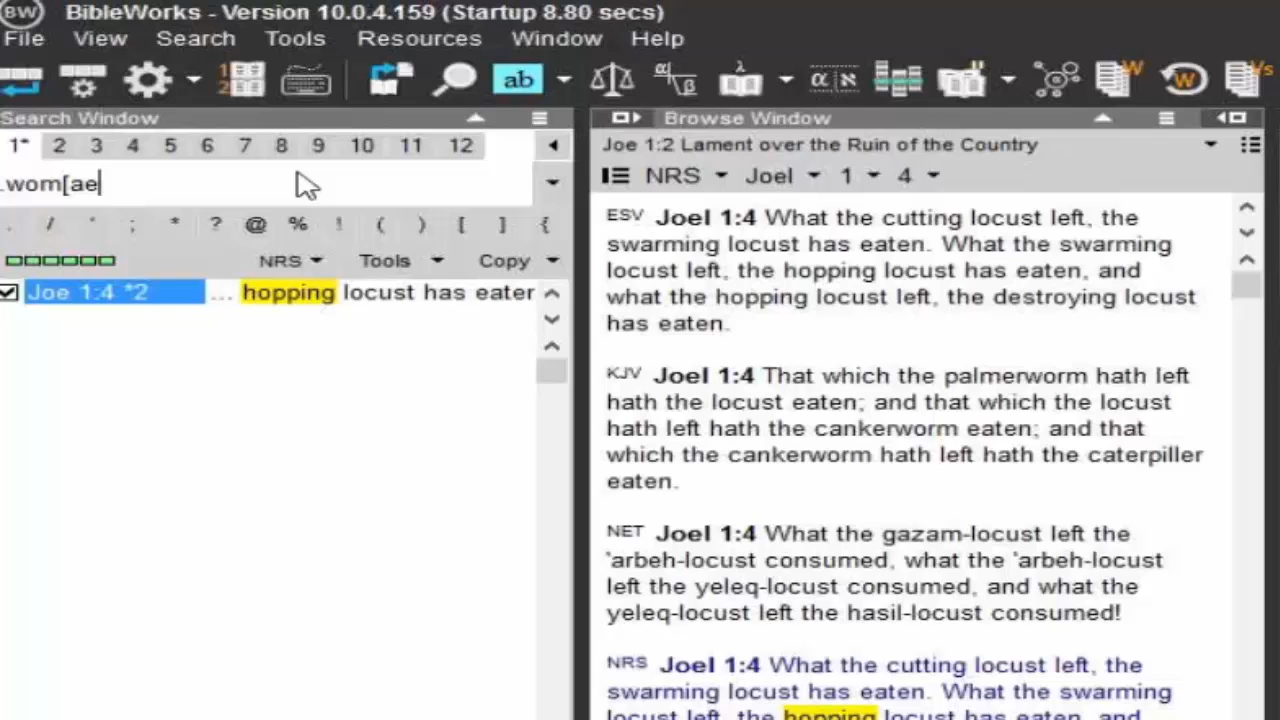 BW BibleWorks - Version 10.0.4.159 (Startup 8.80 secs)
File View Search Tools Resources Window Help
Search Window
1* 2 3 4 5 6 7 8 9 10 11 12
.wom[ae
. / ' ; * ? @ % ! ( ) [ ] {
NRS Tools Copy
Joe 1:4 *2 ... hopping locust has eaten
Browse Window
Joe 1:2 Lament over the Ruin of the Country
NRS Joel 1 4
ESV Joel 1:4 What the cutting locust left, the
swarming locust has eaten. What the swarming
locust left, the hopping locust has eaten, and
what the hopping locust left, the destroying locust
has eaten.
KJV Joel 1:4 That which the palmerworm hath left
hath the locust eaten; and that which the locust
hath left hath the cankerworm eaten; and that
which the cankerworm hath left hath the caterpiller
eaten.
NET Joel 1:4 What the gazam-locust left the
'arbeh-locust consumed, what the 'arbeh-locust
left the yeleq-locust consumed, and what the
yeleq-locust left the hasil-locust consumed!
NRS Joel 1:4 What the cutting locust left, the
swarming locust has eaten. What the swarming
locust left, the hopping locust has eaten, and